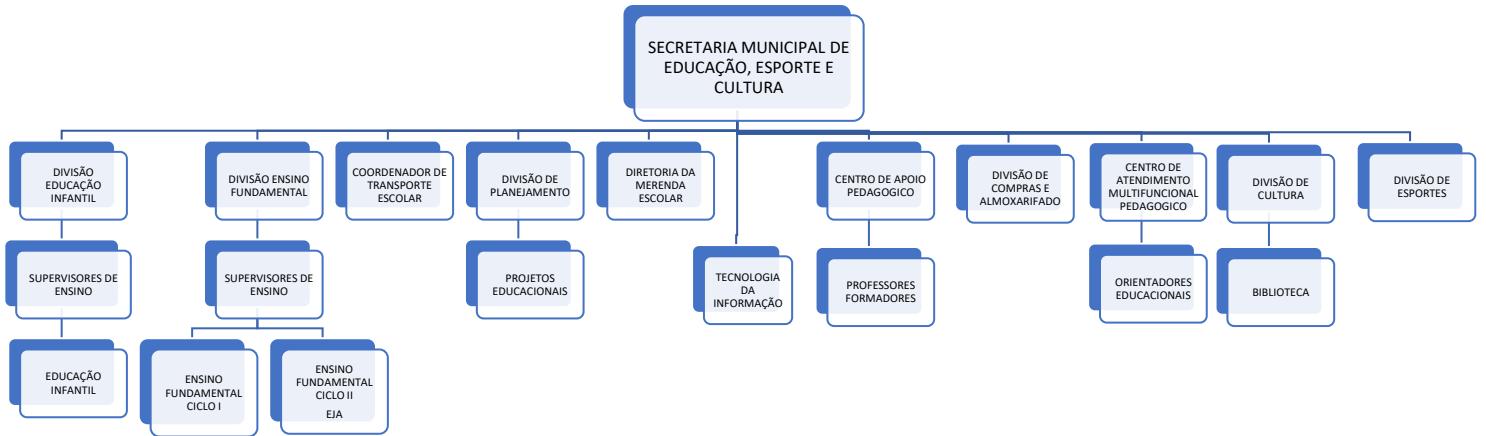 SECRETARIA MUNICIPAL DE
EDUCAÇÃO, ESPORTE E
CULTURA
DIVISÃO
EDUCAÇÃO
INFANTIL
DIVISÃO ENSINO
FUNDAMENTAL
COORDENADOR DE
TRANSPORTE
ESCOLAR
DIVISÃO DE
PLANEJAMENTO
DIRETORIA DA
MERENDA
ESCOLAR
CENTRO DE APOIO
PEDAGOGICO
DIVISÃO DE
COMPRAS E
ALMOXARIFADO
CENTRO DE
ATENDIMENTO
MULTIFUNCIONAL
PEDAGOGICO
DIVISÃO DE
CULTURA
DIVISÃO DE
ESPORTES
SUPERVISORES DE
ENSINO
SUPERVISORES DE
ENSINO
PROJETOS
EDUCACIONAIS
TECNOLOGIA
DA
INFORMAÇÃO
PROFESSORES
FORMADORES
ORIENTADORES
EDUCACIONAIS
BIBLIOTECA
EDUCAÇÃO
INFANTIL
ENSINO
FUNDAMENTAL
CICLO I
ENSINO
FUNDAMENTAL
CICLO II
EJA